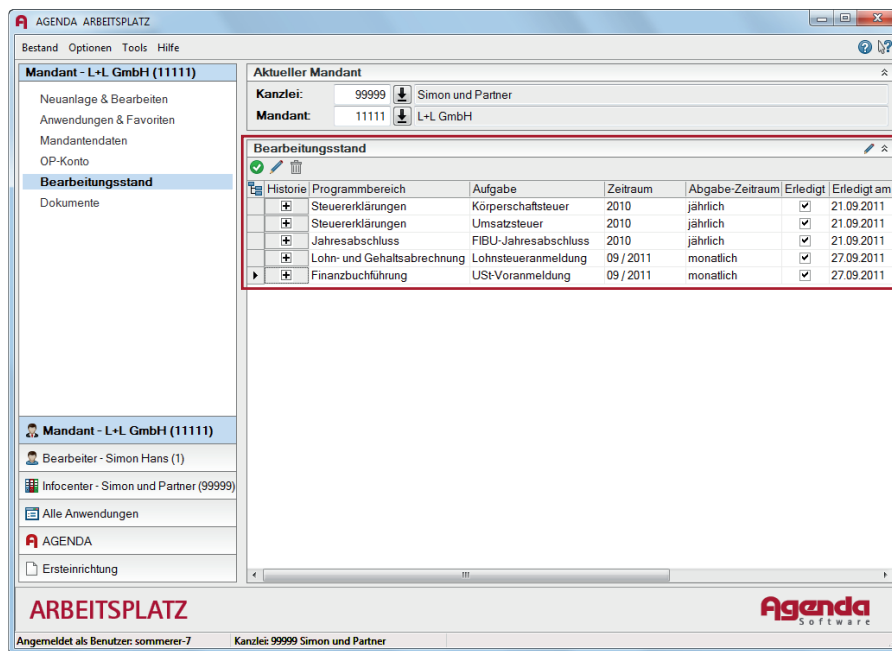 AGENDA ARBEITSPLATZ
Bestand Optionen Tools Hilfe
Mandant - L+L GmbH (11111)
Neuanlage & Bearbeiten
Anwendungen & Favoriten
Mandantendaten
OP-Konto
Bearbeitungsstand
Dokumente
Mandant - L+L GmbH (11111)
Bearbeiter - Simon Hans (1)
Infocenter - Simon und Partner (99999)
Alle Anwendungen
AGENDA
Ersteinrichtung
Aktueller Mandant
Kanzlei: 99999 Simon und Partner
Mandant: 11111 L+L GmbH
Bearbeitungsstand
Historie Programmbereich Aufgabe Zeitraum Abgabe-Zeitraum Erledigt Erledigt am
Steuererklärungen Körperschaftsteuer 2010 jährlich 21.09.2011
Steuererklärungen Umsatzsteuer 2010 jährlich 21.09.2011
Jahresabschluss FIBU-Jahresabschluss 2010 jährlich 21.09.2011
Lohn- und Gehaltsabrechnung Lohnsteueranmeldung 09 / 2011 monatlich 27.09.2011
Finanzbuchführung USt-Voranmeldung 09 / 2011 monatlich 27.09.2011
ARBEITSPLATZ
Agenda
Software
Angemeldet als Benutzer: sommerer-7 Kanzlei: 99999 Simon und Partner